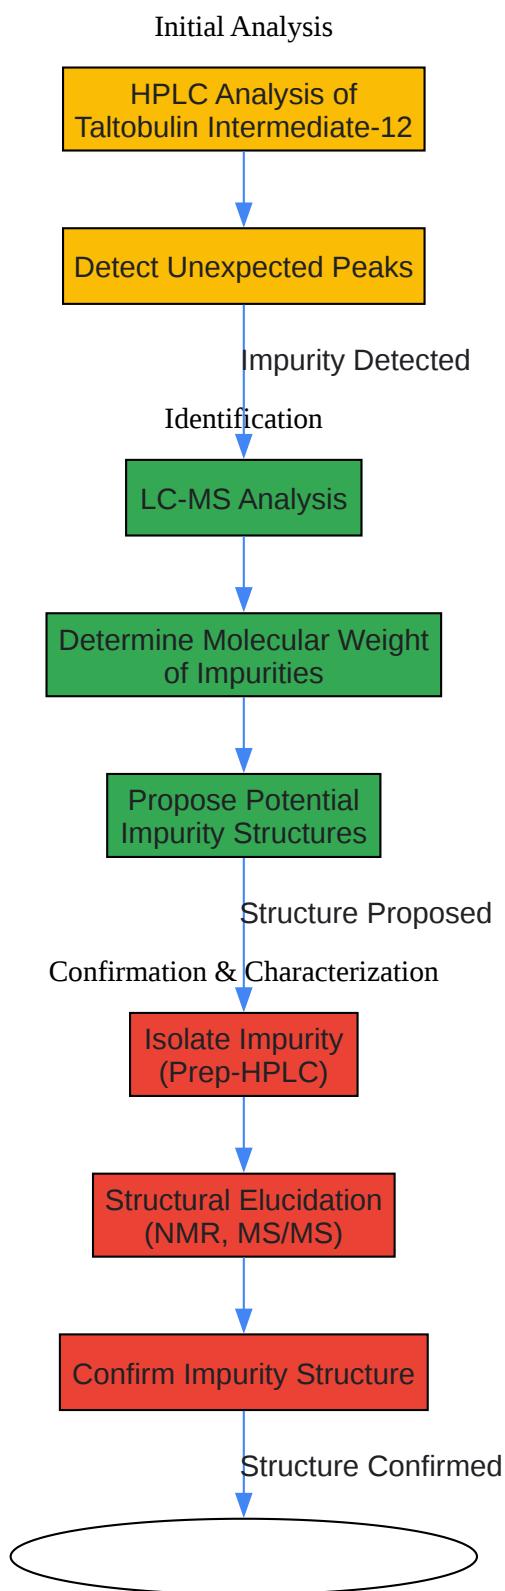 Initial Analysis
HPLC Analysis of
Taltobulin Intermediate-12
Detect Unexpected Peaks
Impurity Detected
Identification
LC-MS Analysis
Determine Molecular Weight
of Impurities
Propose Potential
Impurity Structures
Structure Proposed
Confirmation & Characterization
Isolate Impurity
(Prep-HPLC)
Structural Elucidation
(NMR, MS/MS)
Confirm Impurity Structure
Structure Confirmed